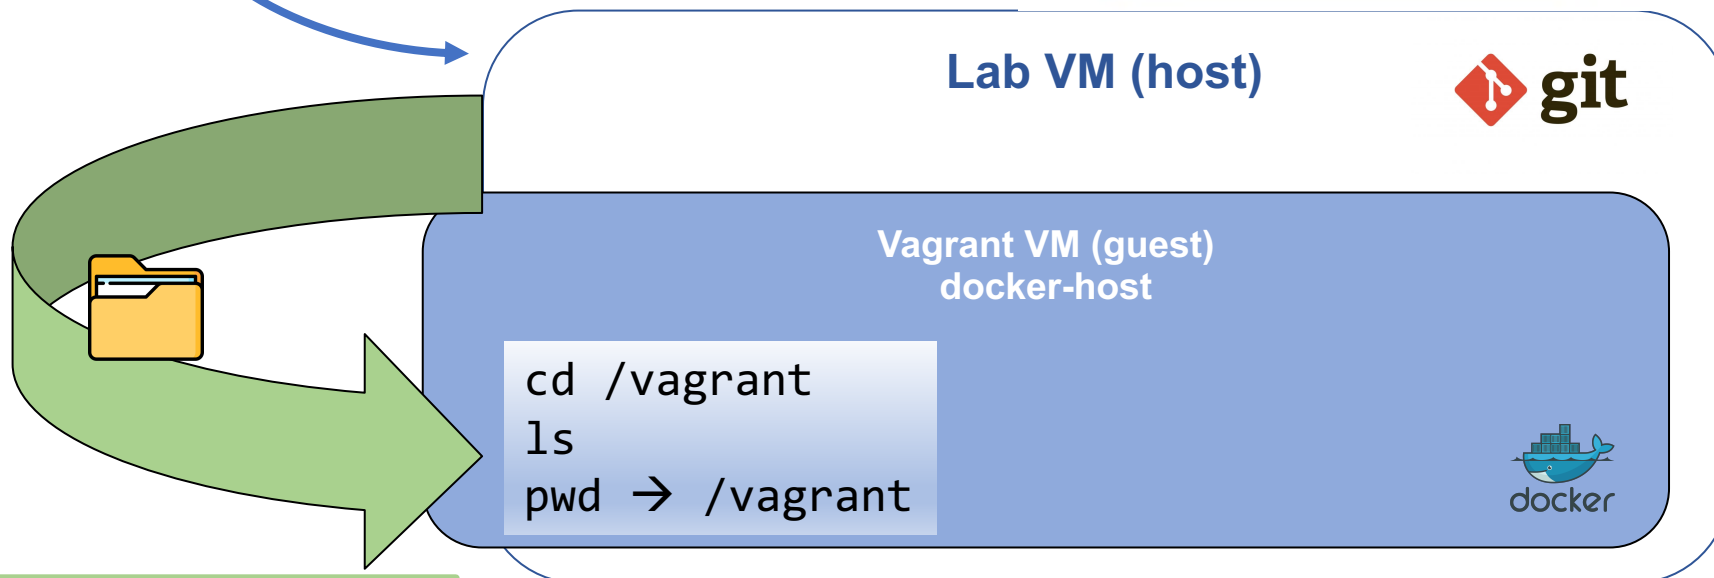 Lab VM (host)
git
Vagrant VM (guest)
docker-host
cd /vagrant
ls
pwd → /vagrant
docker